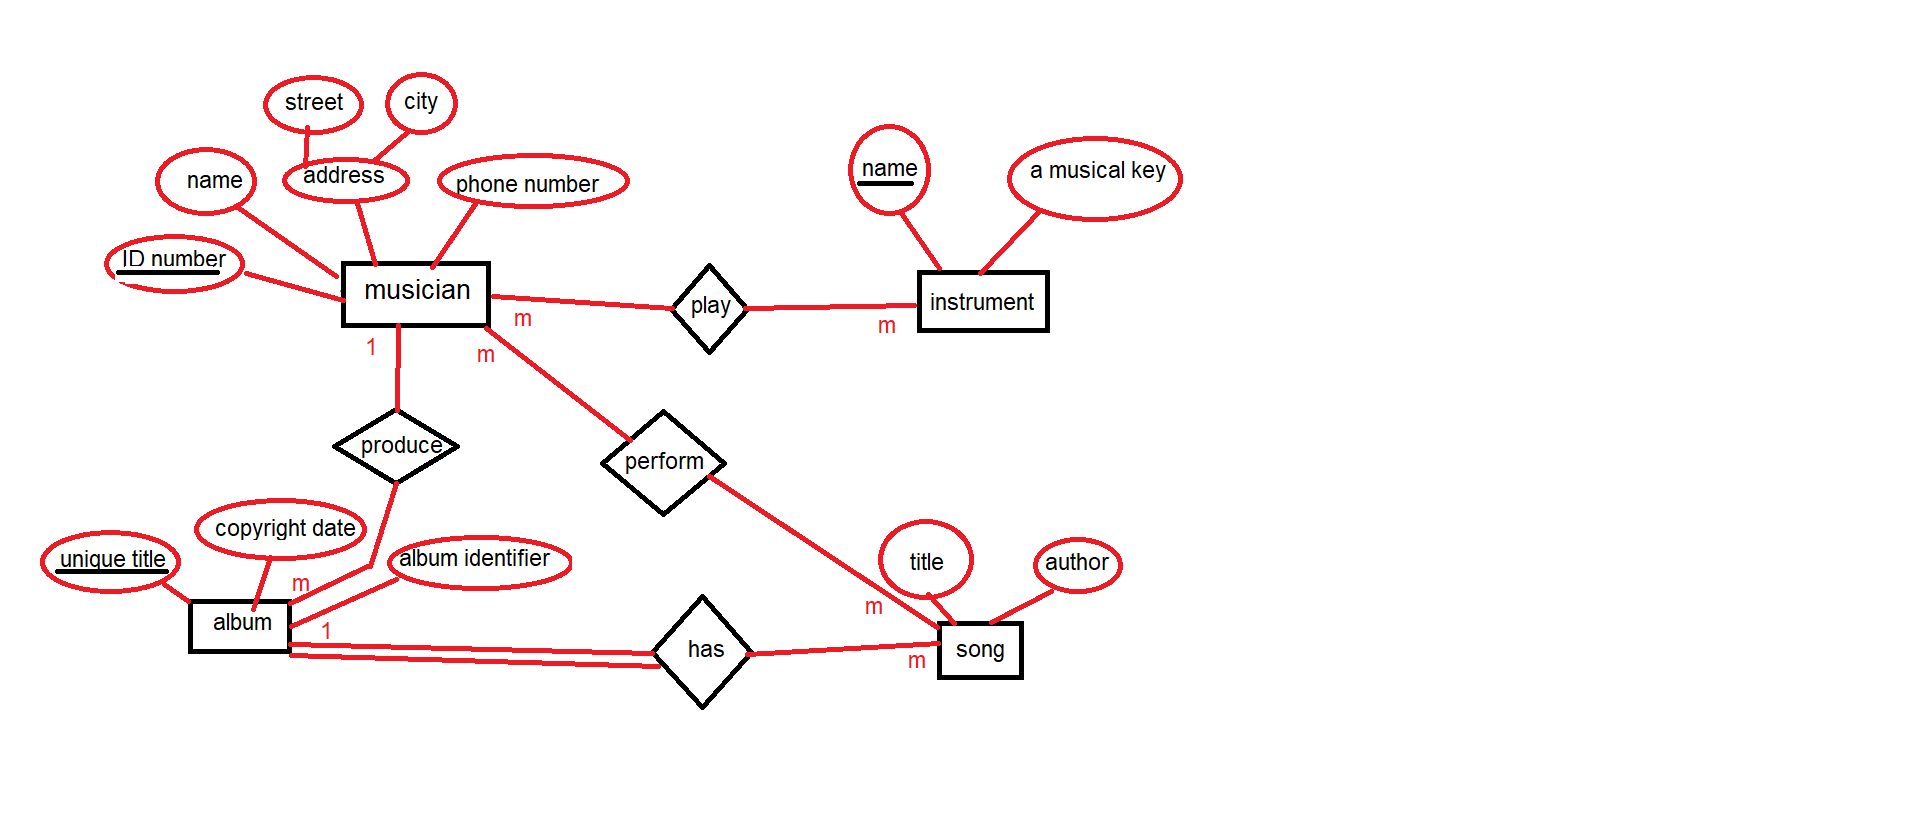 street
city
name
address
phone number
name
a musical key
ID number
musician
play
instrument
m
m
1
m
produce
perform
copyright date
unique title
album identifier
title
author
m
m
album
1
has
song
m